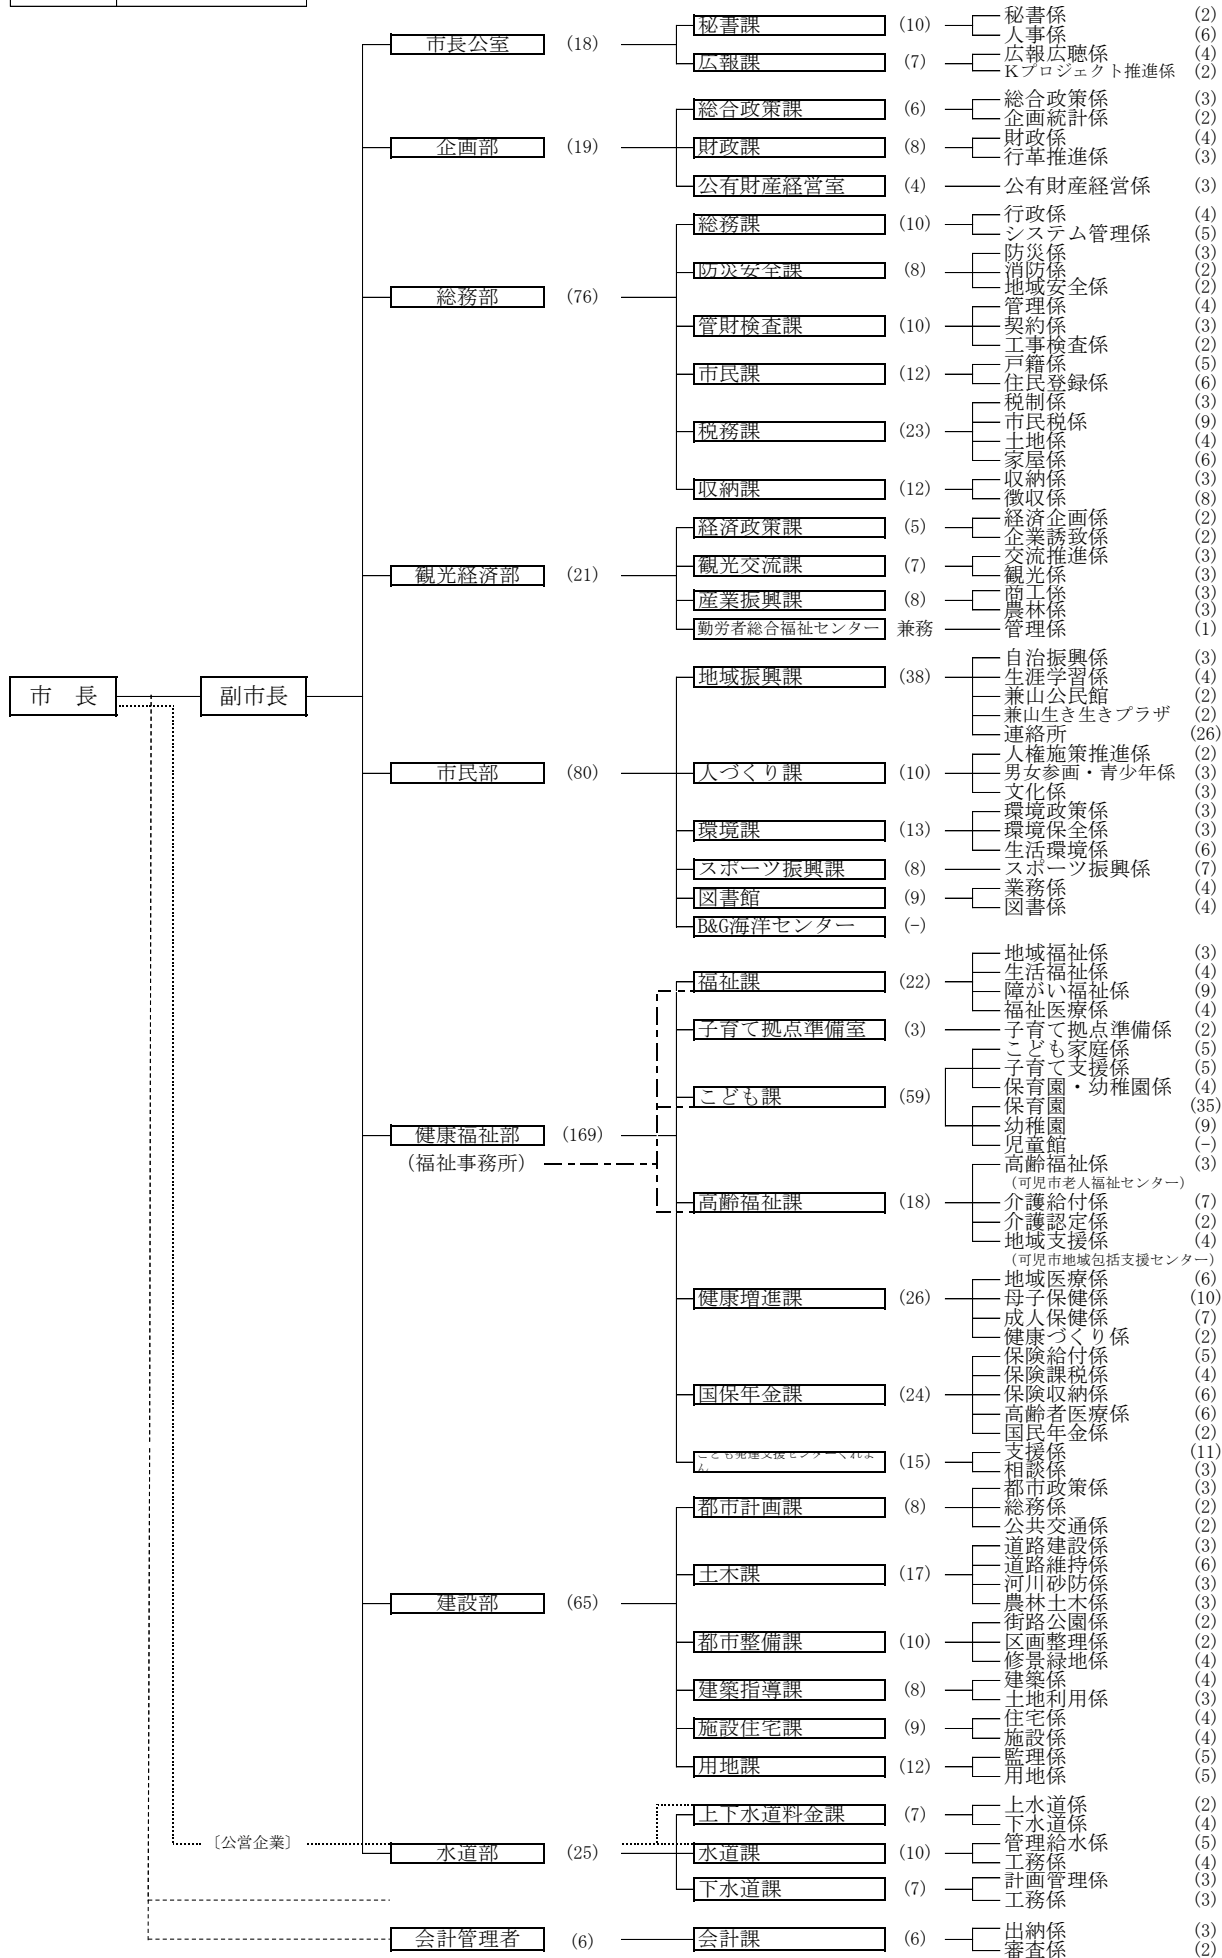 市長公室 (18) 秘書課 (10) 秘書係 (2)
人事係 (6)
広報課 (7) 広報広聴係 (4)
Kプロジェクト推進係 (2)
企画部 (19) 総合政策課 (6) 総合政策係 (3)
企画統計係 (2)
財政課 (8) 財政係 (4)
行革推進係 (3)
公有財産経営室 (4) 公有財産経営係 (3)
総務部 (76) 総務課 (10) 行政係 (4)
システム管理係 (5)
防災安全課 (8) 防災係 (3)
消防係 (2)
地域安全係 (2)
管財検査課 (10) 管理係 (4)
契約係 (3)
工事検査係 (2)
市民課 (12) 戸籍係 (5)
住民登録係 (6)
税務課 (23) 税制係 (3)
市民税係 (9)
土地係 (4)
家屋係 (6)
収納課 (12) 収納係 (3)
徴収係 (8)
観光経済部 (21) 経済政策課 (5) 経済企画係 (2)
企業誘致係 (2)
観光交流課 (7) 交流推進係 (3)
観光係 (3)
産業振興課 (8) 商工係 (3)
農林係 (3)
勤労者総合福祉センター 兼務 管理係 (1)
市 長 副市長
市民部 (80) 地域振興課 (38) 自治振興係 (3)
生涯学習係 (4)
兼山公民館 (2)
兼山生き生きプラザ (2)
連絡所 (26)
人づくり課 (10) 人権施策推進係 (2)
男女参画・青少年係 (3)
文化係 (3)
環境課 (13) 環境政策係 (3)
環境保全係 (3)
生活環境係 (6)
スポーツ振興課 (8) スポーツ振興係 (7)
図書館 (9) 業務係 (4)
図書係 (4)
B&G海洋センター (-)
健康福祉部 (169)
(福祉事務所)
福祉課 (22) 地域福祉係 (3)
生活福祉係 (4)
障がい福祉係 (9)
福祉医療係 (4)
子育て拠点準備室 (3) 子育て拠点準備係 (2)
こども課 (59) こども家庭係 (5)
子育て支援係 (5)
保育園・幼稚園係 (4)
保育園 (35)
幼稚園 (9)
児童館 (-)
高齢福祉課 (18) 高齢福祉係 (3)
(可児市老人福祉センター)
介護給付係 (7)
介護認定係 (2)
地域支援係 (4)
(可児市地域包括支援センター)
健康増進課 (26) 地域医療係 (6)
母子保健係 (10)
成人保健係 (7)
健康づくり係 (2)
国保年金課 (24) 保険給付係 (5)
保険課税係 (4)
保険収納係 (6)
高齢者医療係 (6)
国民年金係 (2)
こども発達支援センターくれよ
ん (15) 支援係 (11)
相談係 (3)
建設部 (65) 都市計画課 (8) 都市政策係 (3)
総務係 (2)
公共交通係 (2)
土木課 (17) 道路建設係 (3)
道路維持係 (6)
河川砂防係 (3)
農林土木係 (3)
都市整備課 (10) 街路公園係 (2)
区画整理係 (2)
修景緑地係 (4)
建築指導課 (8) 建築係 (4)
土地利用係 (3)
施設住宅課 (9) 住宅係 (4)
施設係 (4)
用地課 (12) 監理係 (5)
用地係 (5)
〔公営企業〕 水道部 (25)
上下水道料金課 (7) 上水道係 (2)
下水道係 (4)
水道課 (10) 管理給水係 (5)
工務係 (4)
下水道課 (7) 計画管理係 (3)
工務係 (3)
会計管理者 (6) 会計課 (6) 出納係 (3)
審査係 (2)